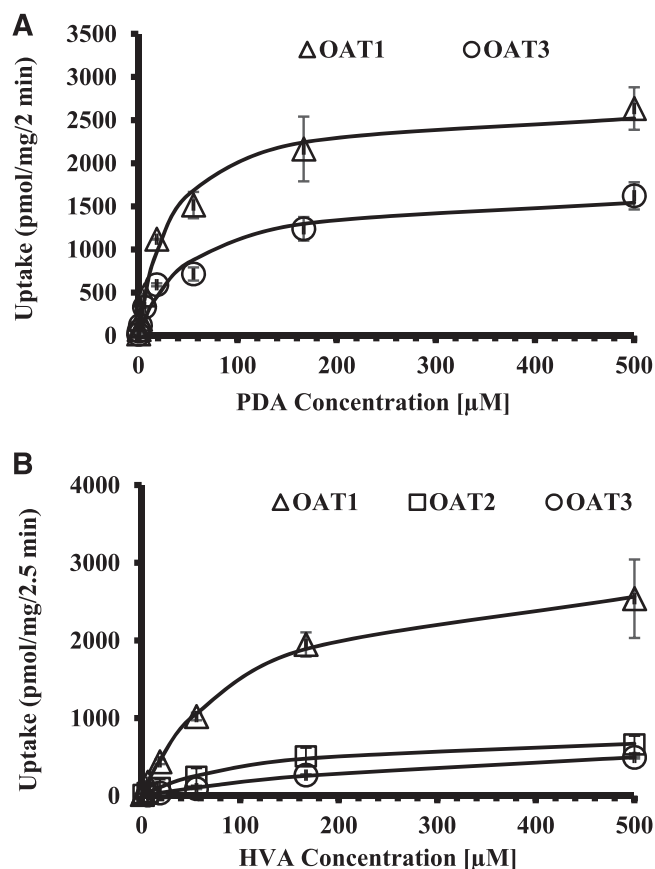 A
3500
3000
2500
2000
1500
1000
500
0
Uptake (pmol/mg/2 min)
OAT1 OAT3
0 100 200 300 400 500
PDA Concentration [µM]
B
4000
3000
2000
1000
0
Uptake (pmol/mg/2.5 min)
OAT1 OAT2 OAT3
0 100 200 300 400 500
HVA Concentration [µM]